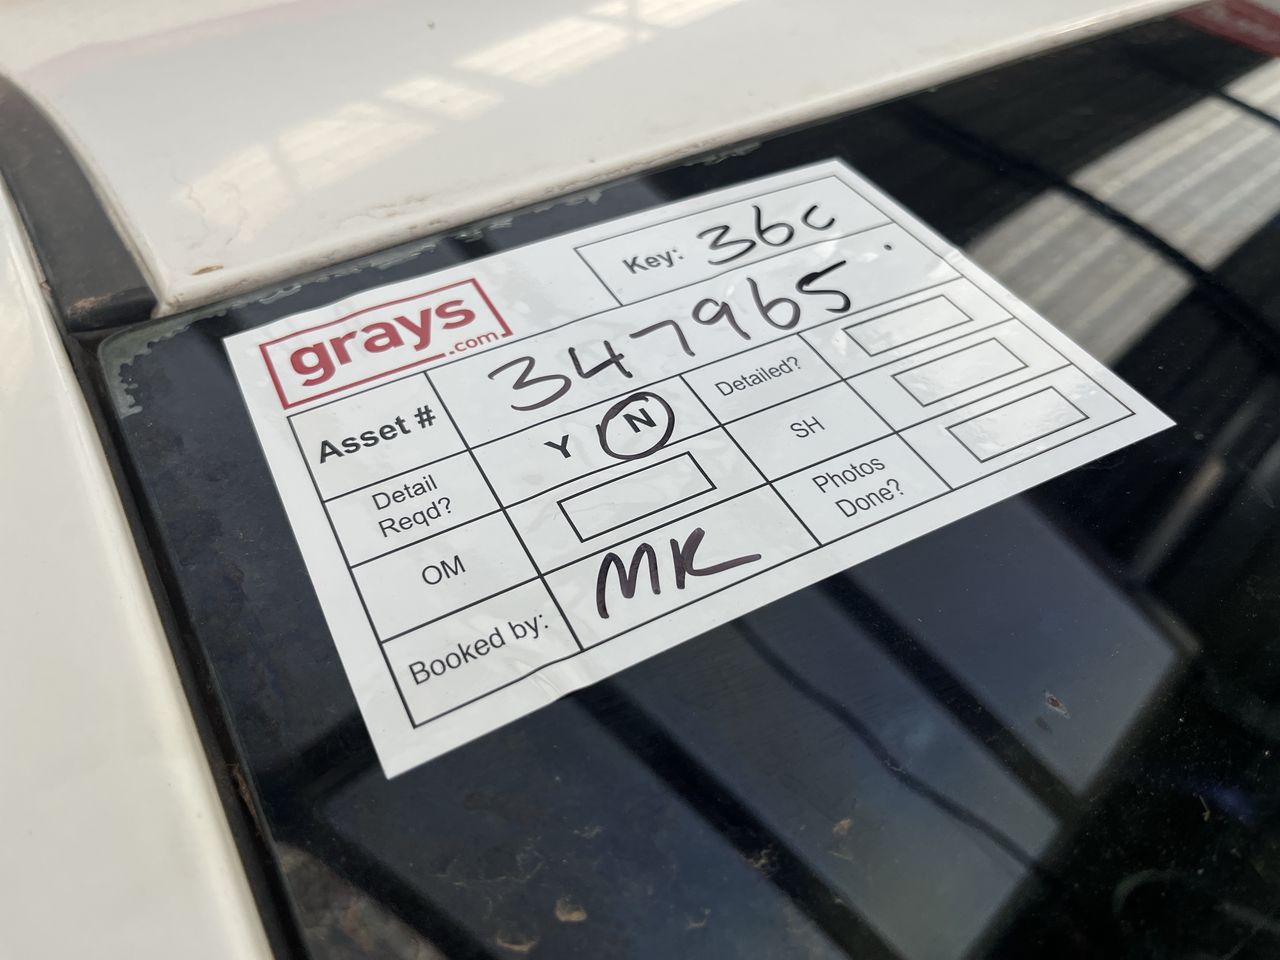 grays
.com
Key: 36c
Asset # 347965
Detail Reqd? Y N
Detailed?
OM
SH
Booked by: MK
Photos Done?